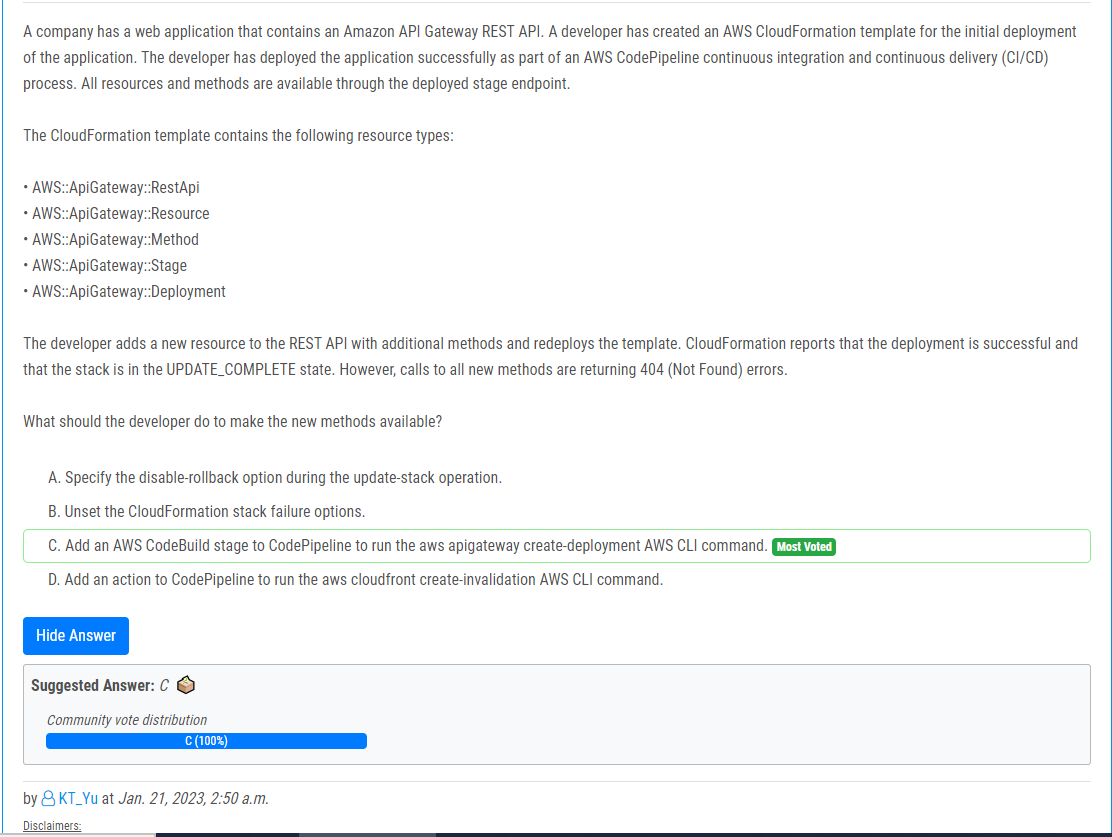 A company has a web application that contains an Amazon API Gateway REST API. A developer has created an AWS CloudFormation template for the initial deployment
of the application. The developer has deployed the application successfully as part of an AWS CodePipeline continuous integration and continuous delivery (CI/CD)
process. All resources and methods are available through the deployed stage endpoint.
The CloudFormation template contains the following resource types:
• AWS::ApiGateway::RestApi
• AWS::ApiGateway::Resource
• AWS::ApiGateway::Method
• AWS::ApiGateway::Stage
• AWS::ApiGateway::Deployment
The developer adds a new resource to the REST API with additional methods and redeploys the template. CloudFormation reports that the deployment is successful and
that the stack is in the UPDATE_COMPLETE state. However, calls to all new methods are returning 404 (Not Found) errors.
What should the developer do to make the new methods available?
A. Specify the disable-rollback option during the update-stack operation.
B. Unset the CloudFormation stack failure options.
C. Add an AWS CodeBuild stage to CodePipeline to run the aws apigateway create-deployment AWS CLI command. Most Voted
D. Add an action to CodePipeline to run the aws cloudfront create-invalidation AWS CLI command.
Hide Answer
Suggested Answer: C
Community vote distribution
C (100%)
by KT_Yu at Jan. 21, 2023, 2:50 a.m.
Disclaimers: